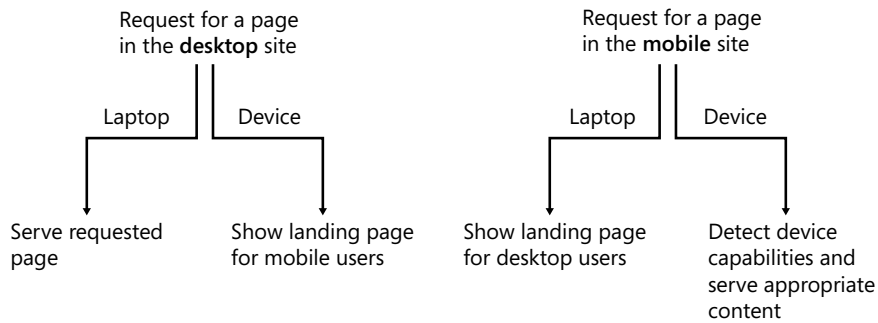 Request for a page
in the desktop site
Laptop
Device
Serve requested
page
Show landing page
for mobile users
Request for a page
in the mobile site
Laptop
Device
Show landing page
for desktop users
Detect device
capabilities and
serve appropriate
content